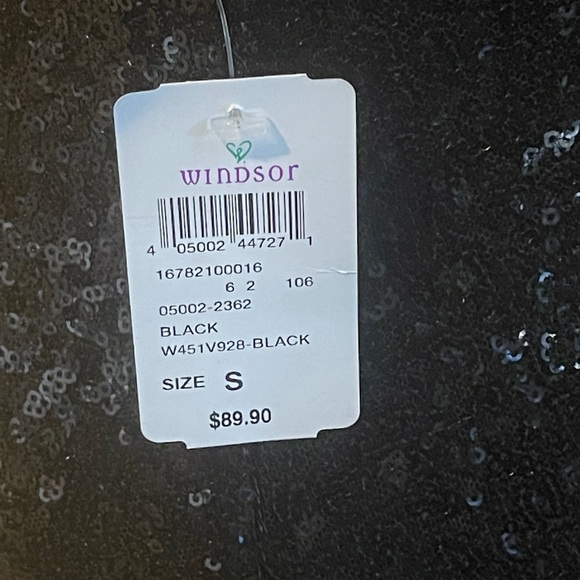 WINDSOR
4 05002 44727 1
16782100016
6 2 106
05002-2362
BLACK
W451V928-BLACK
SIZE S
$89.90